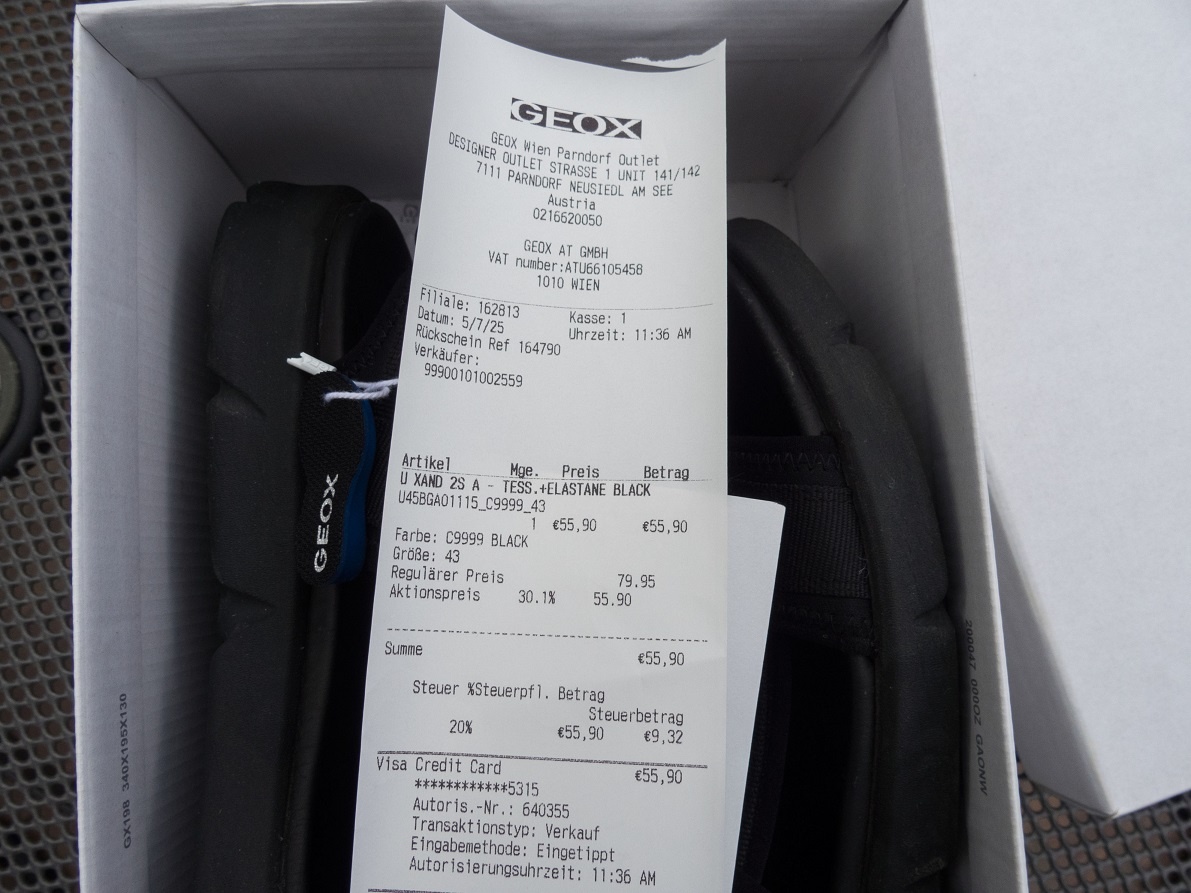 GEOX
GEOX Wien Parndorf Outlet
DESIGNER OUTLET STRASSE 1 UNIT 141/142
7111 PARNDORF NEUSIEDL AM SEE
Austria
0216620050
GEOX AT GMBH
VAT number:ATU66105458
1010 WIEN
Filiale: 162813 Kasse: 1
Datum: 5/7/25 Uhrzeit: 11:36 AM
Rückschein Ref 164790
Verkäufer:
99900101002559
Artikel Mge. Preis Betrag
U XAND 2S A - TESS.+ELASTANE BLACK
U45BGA01115_C9999_43
1 €55,90 €55,90
Farbe: C9999 BLACK
Größe: 43
Regulärer Preis 79.95
Aktionspreis 30.1% 55.90
Summe €55,90
Steuer %Steuerpfl. Betrag
Steuerbetrag
20% €55,90 €9,32
Visa Credit Card €55,90
************5315
Autoris.-Nr.: 640355
Transaktionstyp: Verkauf
Eingabemethode: Eingetippt
Autorisierungsuhrzeit: 11:36 AM
GEOX
GX198 340X195X130